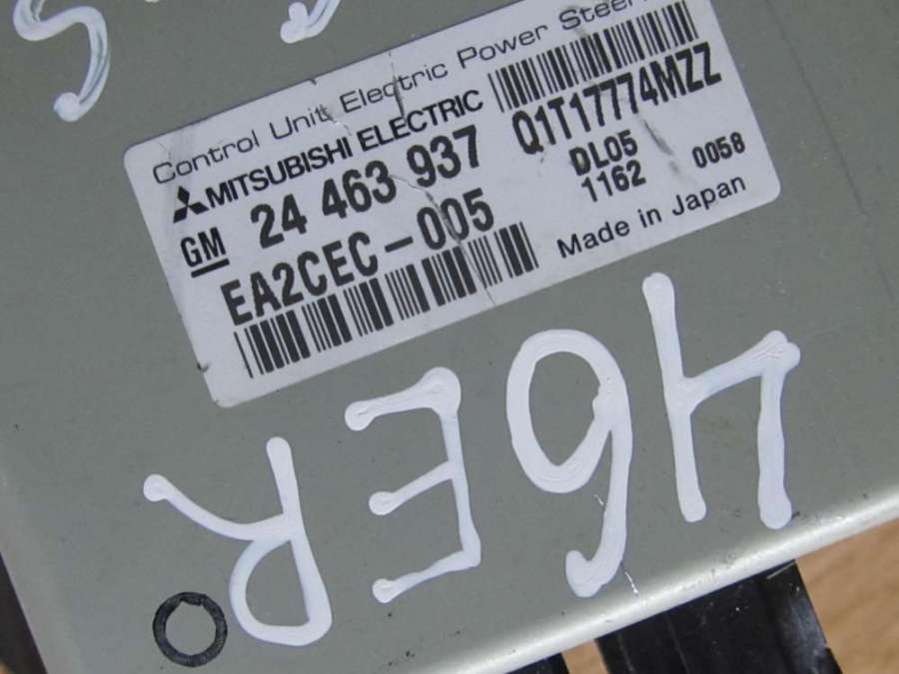 Control Unit Electric Power Steer
MITSUBISHI ELECTRIC
Q1T17774MZZ
GM 24 463 937
DL05
1162 0058
EA2CEC-005
Made in Japan
46ER